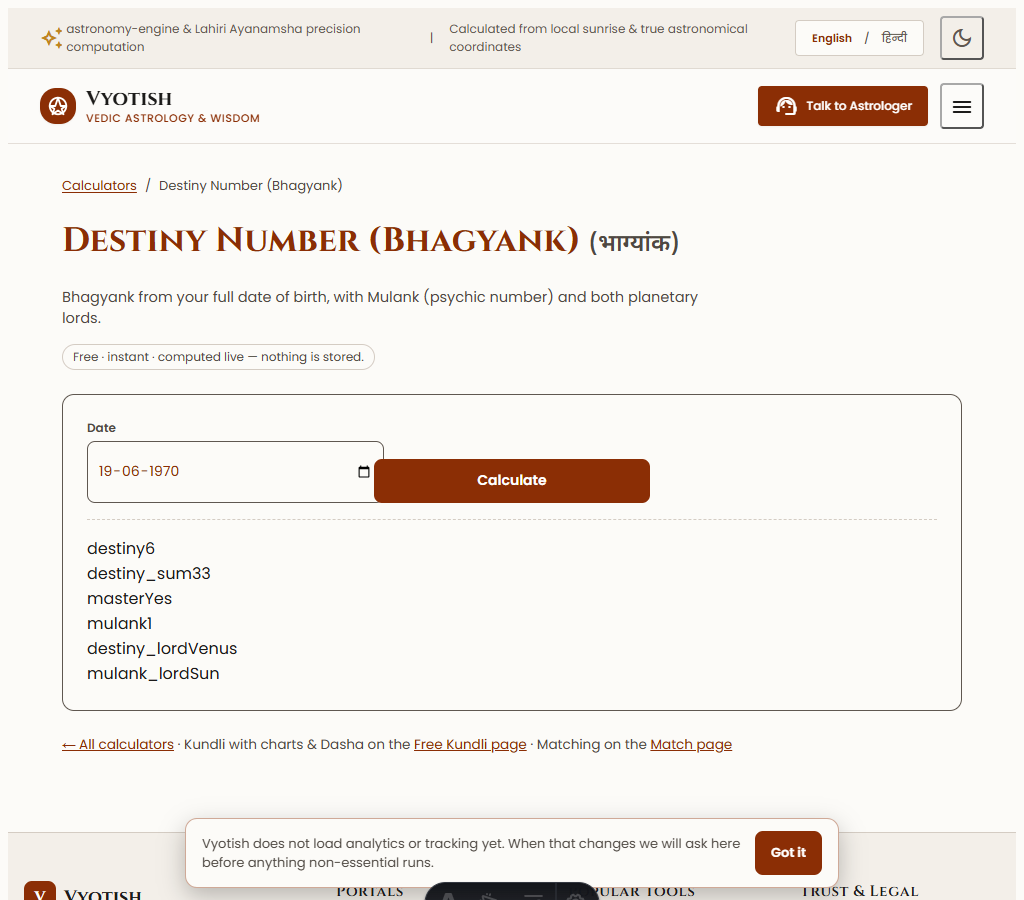 astronomy-engine & Lahiri Ayanamsha precision
computation
|
Calculated from local sunrise & true astronomical
coordinates
English / हिन्दी
Vyotish
VEDIC ASTROLOGY & WISDOM
Talk to Astrologer
Calculators / Destiny Number (Bhagyank)
Destiny Number (Bhagyank) (भाग्यांक)
Bhagyank from your full date of birth, with Mulank (psychic number) and both planetary
lords.
Free · instant · computed live — nothing is stored.
Date
19-06-1970
Calculate
destiny6
destiny_sum33
masterYes
mulank1
destiny_lordVenus
mulank_lordSun
← All calculators · Kundli with charts & Dasha on the Free Kundli page · Matching on the Match page
Vyotish does not load analytics or tracking yet. When that changes we will ask here
before anything non-essential runs.
Got it
V Vyotish
Portals
Trust & Legal